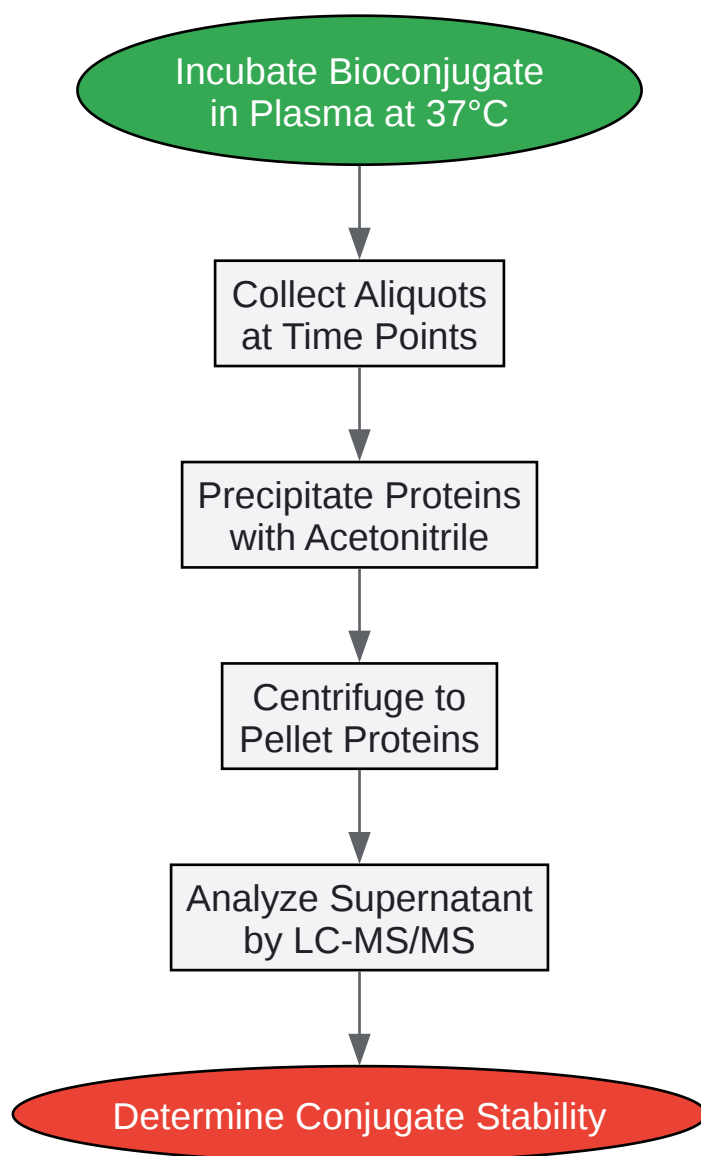 Incubate Bioconjugate
in Plasma at 37°C
Collect Aliquots
at Time Points
Precipitate Proteins
with Acetonitrile
Centrifuge to
Pellet Proteins
Analyze Supernatant
by LC-MS/MS
Determine Conjugate Stability